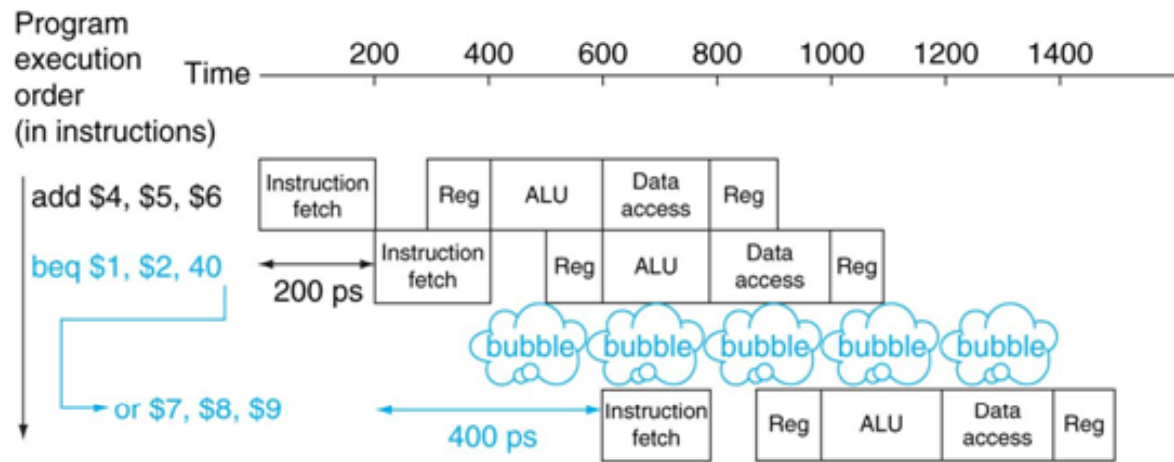 Program
execution
order
(in instructions)
Time
200 400 600 800 1000 1200 1400
add $4, $5, $6
Instruction
fetch
Reg
ALU
Data
access
Reg
beq $1, $2, 40
200 ps
Instruction
fetch
Reg
ALU
Data
access
Reg
bubble bubble bubble bubble bubble
or $7, $8, $9
400 ps
Instruction
fetch
Reg
ALU
Data
access
Reg